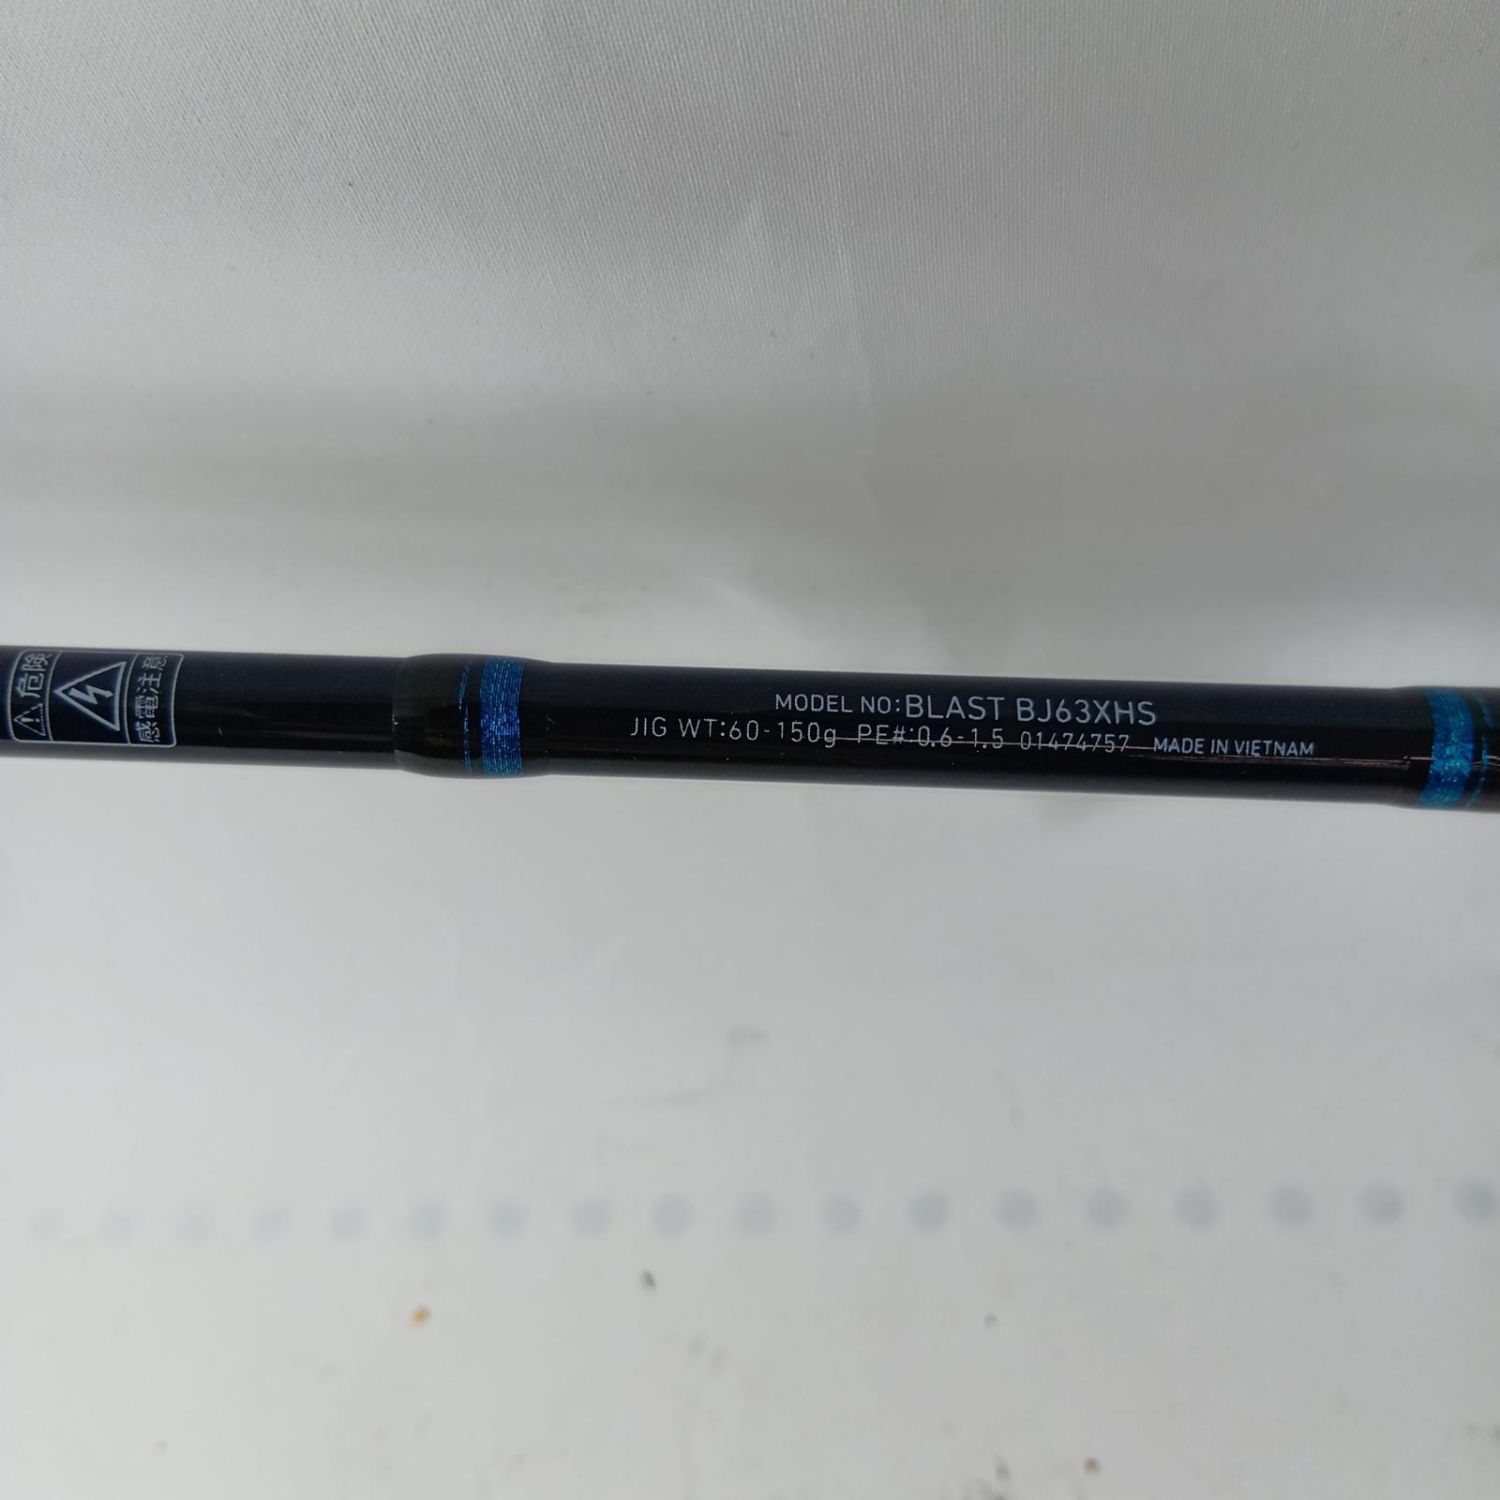 危険
感電注意
MODEL NO:BLAST BJ63XHS
JIG WT:60-150g PE#:0.6-1.5 01474757 MADE IN VIETNAM